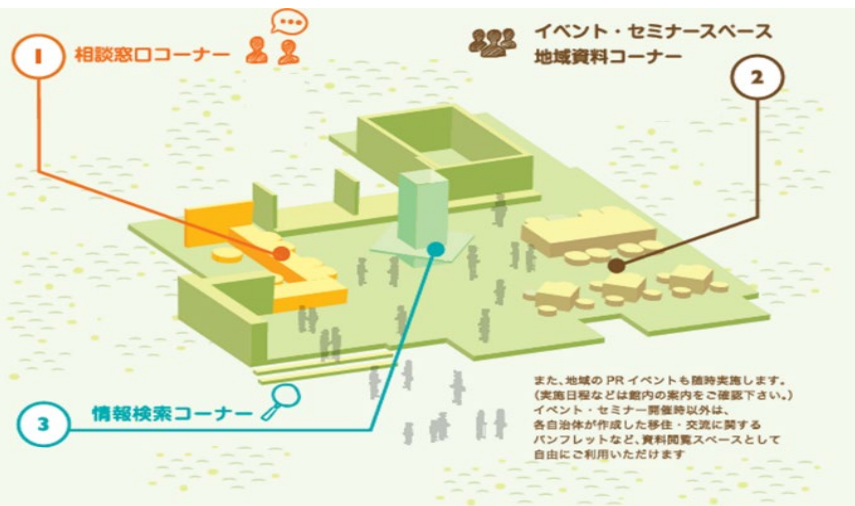 1
相談窓口コーナー
イベント・セミナースペース
地域資料コーナー
2
3
情報検索コーナー
また、地域の PR イベントも随時実施します。
(実施日程などは館内の案内をご確認下さい。)
イベント・セミナー開催時以外は、
各自治体が作成した移住・交流に関する
パンフレットなど、資料閲覧スペースとして
自由にご利用いただけます